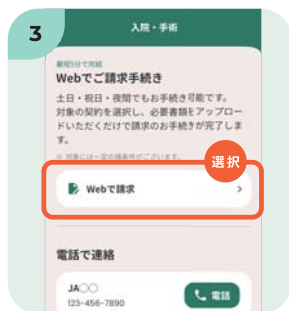 3
入院・手術
最短5分で完結
Webでご請求手続き
土日・祝日・夜間でもお手続き可能です。
対象の契約を選択し、必要書類をアップロー
ドいただくだけで請求のお手続きが完了しま
す。
※ 対象には一定の諸条件がございます。
選択
Webで請求
電話で連絡
JA〇〇
123-456-7890
電話